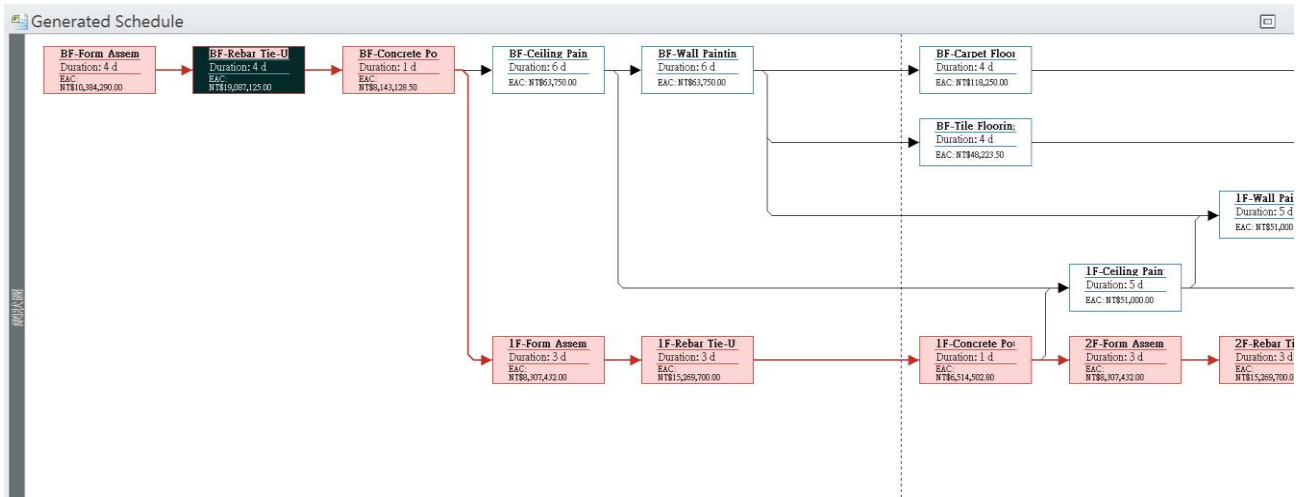 Generated Schedule
BF-Form Assem
Duration: 4 d
EAC:
NT$10,384,290.00
BF-Rebar Tie-U
Duration: 4 d
EAC:
NT$19,087,125.00
BF-Concrete Po
Duration: 1 d
EAC:
NT$8,143,128.50
BF-Ceiling Pain
Duration: 6 d
EAC: NT$63,750.00
BF-Wall Paintin
Duration: 6 d
EAC: NT$63,750.00
BF-Carpet Floor
Duration: 4 d
EAC: NT$118,250.00
BF-Tile Floorin
Duration: 4 d
EAC: NT$48,223.50
1F-Wall Pai
Duration: 5 d
EAC: NT$51,000
1F-Ceiling Pain
Duration: 5 d
EAC: NT$51,000.00
1F-Form Assem
Duration: 3 d
EAC:
NT$8,307,432.00
1F-Rebar Tie-U
Duration: 3 d
EAC:
NT$15,269,700.00
1F-Concrete Po
Duration: 1 d
EAC:
NT$6,514,502.80
2F-Form Assem
Duration: 3 d
EAC:
NT$8,307,432.00
2F-Rebar Ti
Duration: 3 d
EAC:
NT$15,269,700.0